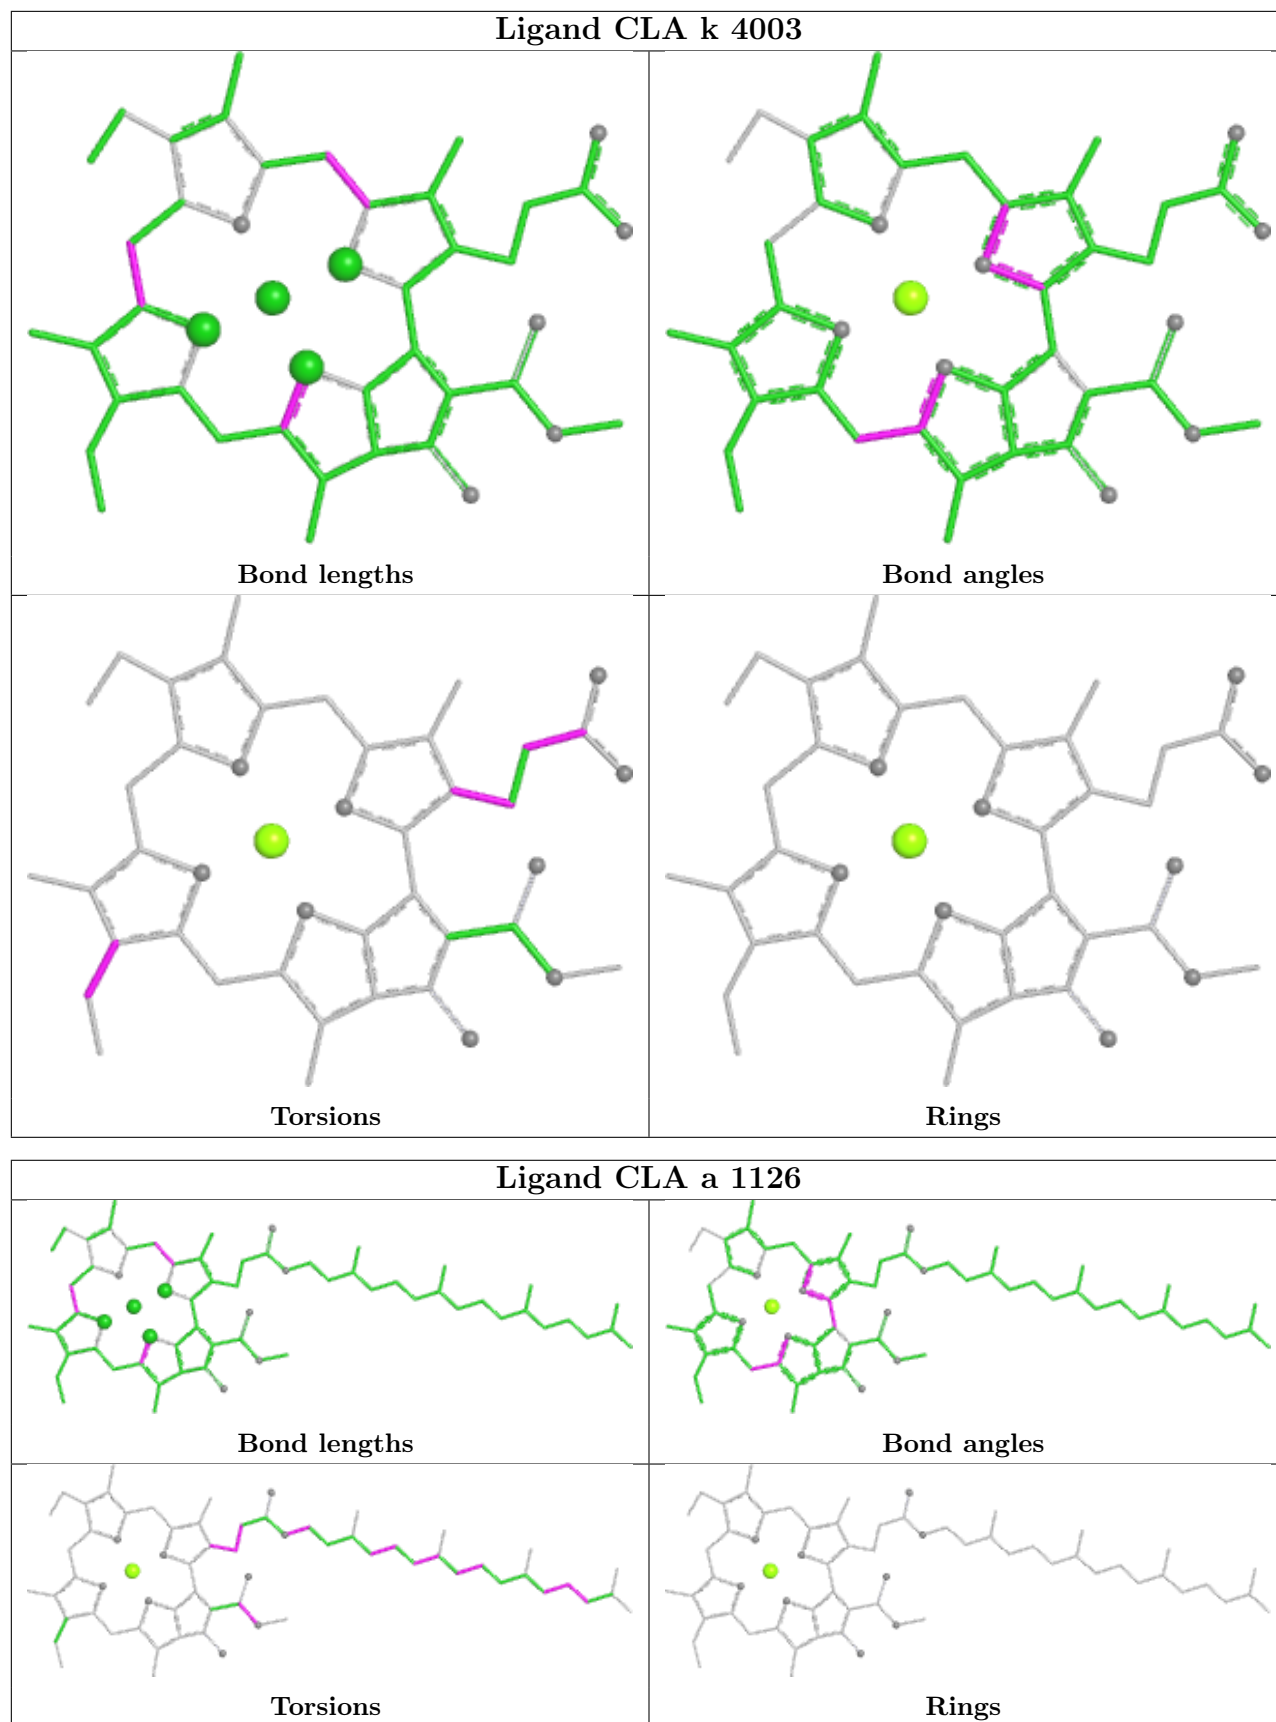 Ligand CLA k 4003
Bond lengths
Bond angles
Torsions
Rings
Ligand CLA a 1126
Bond lengths
Bond angles
Torsions
Rings